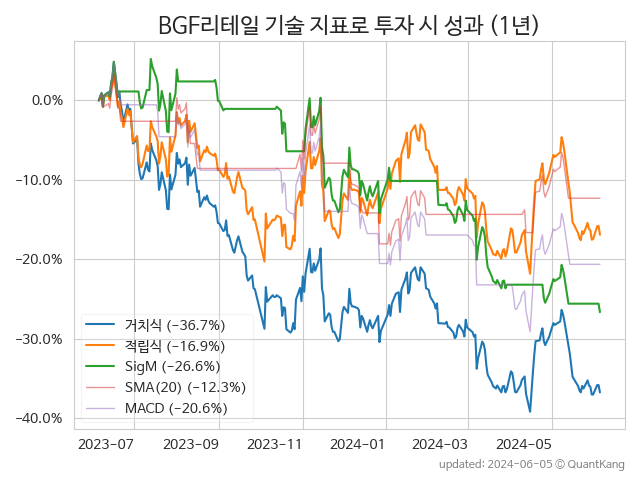 BGF리테일 기술 지표로 투자 시 성과 (1년)
0.0%
−10.0%
−20.0%
−30.0%
−40.0%
거치식 (−36.7%)
적립식 (−16.9%)
SigM (−26.6%)
SMA(20) (−12.3%)
MACD (−20.6%)
2023−07
2023−09
2023−11
2024−01
2024−03
2024−05
updated: 2024-06-05 © QuantKang